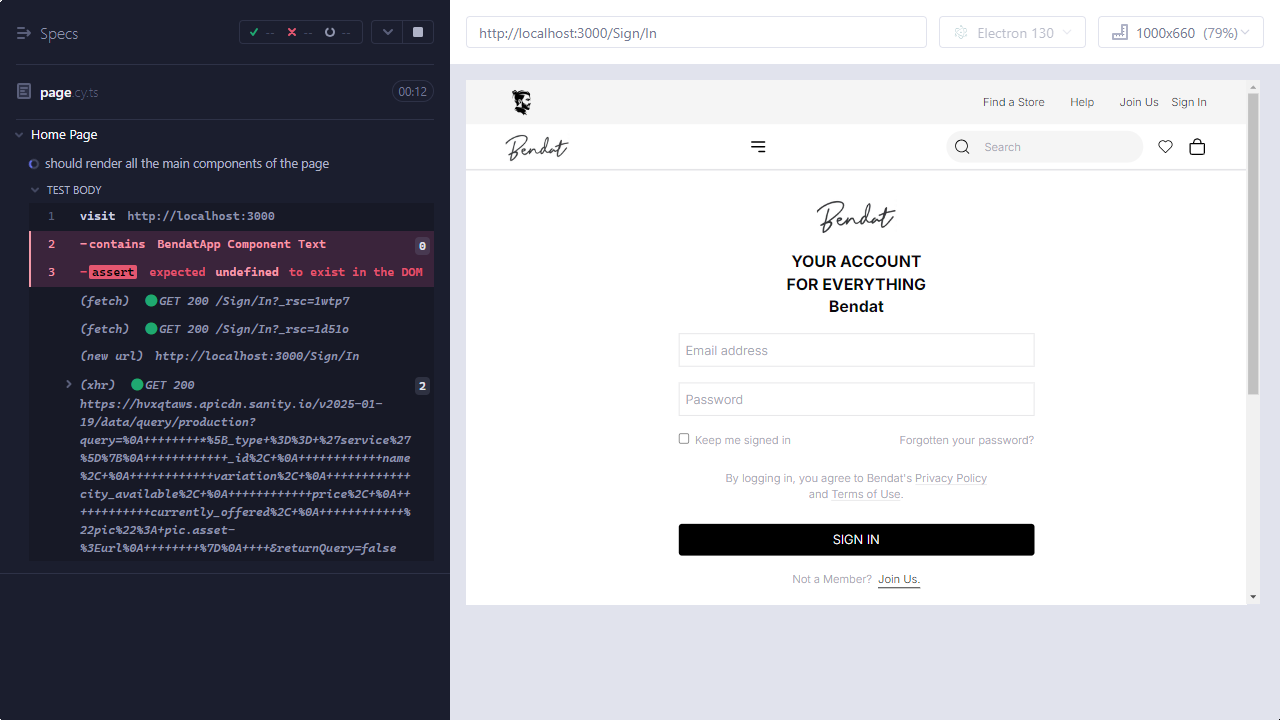 Specs
--
--
--
page.cy.ts
00:12
Home Page
should render all the main components of the page
TEST BODY
1 visit http://localhost:3000
2 -contains BendatApp Component Text 0
3 -assert expected undefined to exist in the DOM
(fetch) GET 200 /Sign/In?_rsc=1wtp7
(fetch) GET 200 /Sign/In?_rsc=1d51o
(new url) http://localhost:3000/Sign/In
(xhr) GET 200 2
https://hvxqtaws.apicdn.sanity.io/v2025-01-
19/data/query/production?
query=%0A++++++++*%5B_type+%3D%3D+%27service%27
%5D%7B%0A++++++++++++_id%2C+%0A++++++++++++name
%2C+%0A++++++++++++variation%2C+%0A++++++++++++
city_available%2C+%0A++++++++++++price%2C+%0A++
++++++++++currently_offered%2C+%0A++++++++++++%
22pic%22%3A+pic.asset-
%3Eurl%0A++++++++%7D%0A++++&returnQuery=false
http://localhost:3000/Sign/In
Electron 130
1000x660 (79%)
Find a Store Help Join Us Sign In
Bendat
Search
Bendat
YOUR ACCOUNT
FOR EVERYTHING
Bendat
Email address
Password
Keep me signed in Forgotten your password?
By logging in, you agree to Bendat's Privacy Policy
and Terms of Use.
SIGN IN
Not a Member? Join Us.